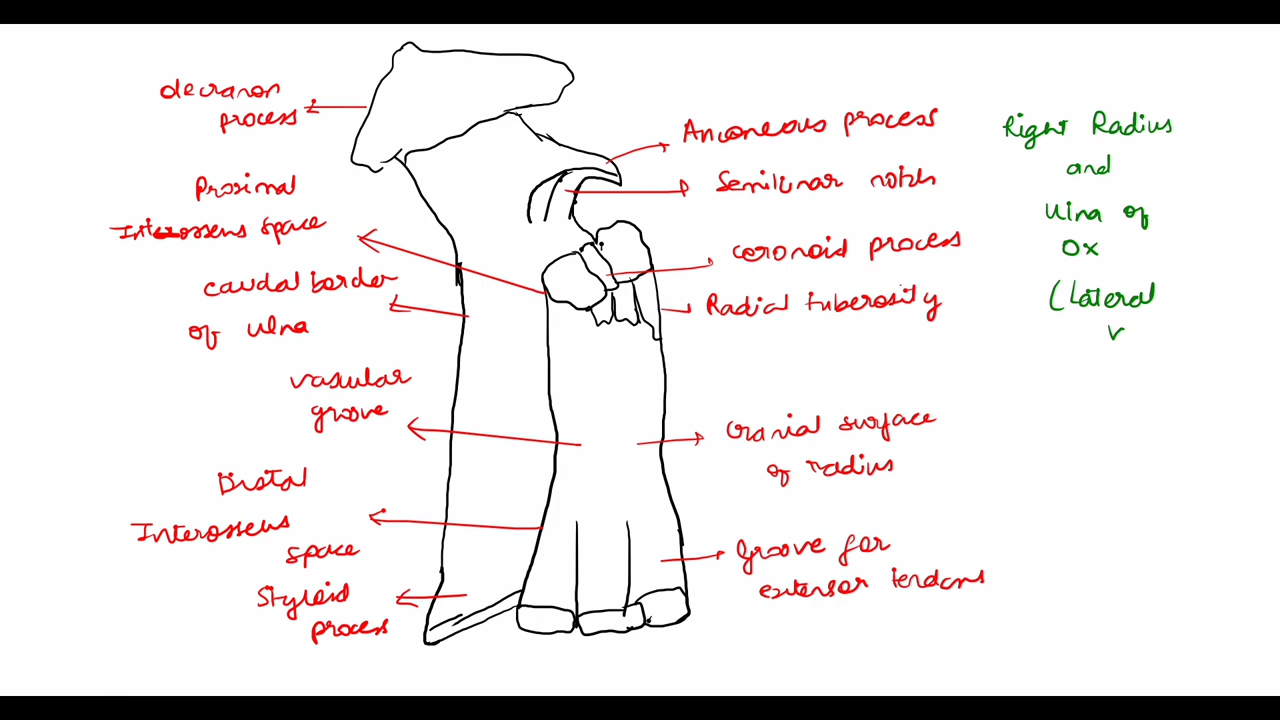 olecranon
process
Proximal
Interosseus space
caudal border
of ulna
vascular
groove
Distal
Interosseus
space
Styloid
process
Anconeous process
Semilunar notch
coronoid process
Radial tuberosity
cranial surface
of radius
Groove for
extensor tendons
Right Radius
and
Ulna of
Ox
(Lateral
v